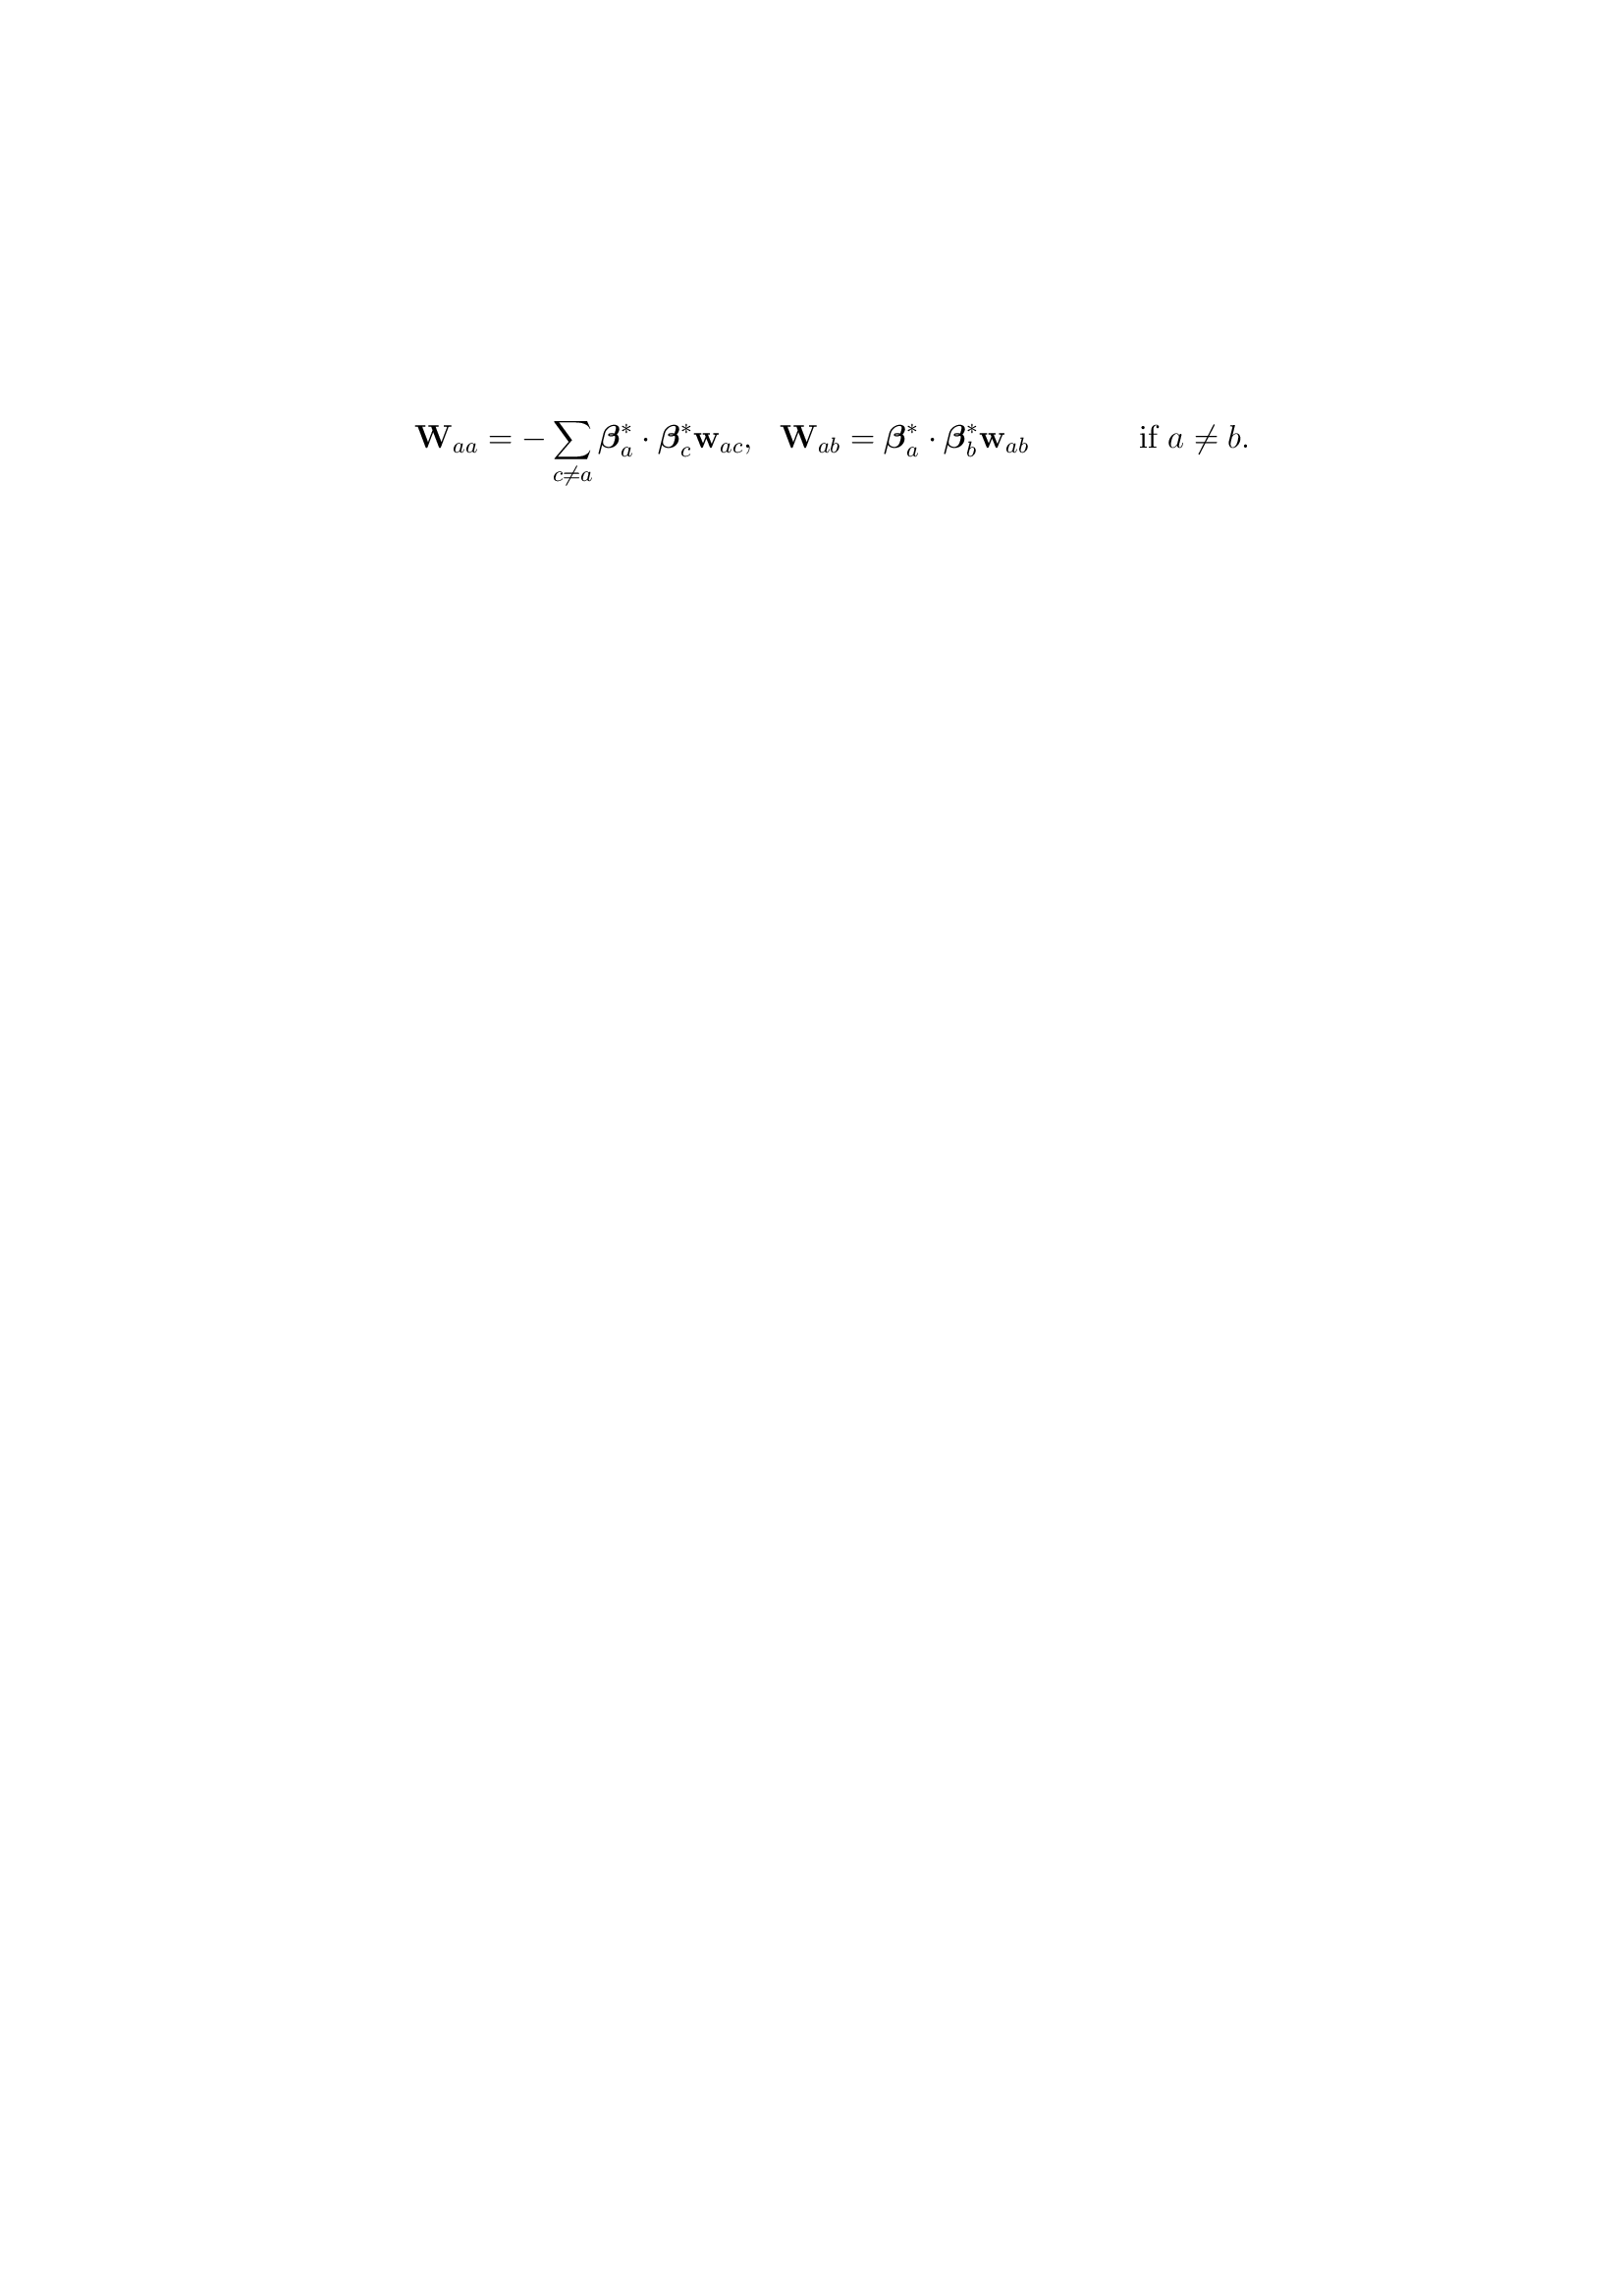 $\mathbf{W}_{aa} = -\sum_{c \neq a} \boldsymbol{\beta}_a^* \cdot \boldsymbol{\beta}_c^* \mathbf{w}_{ac}, \quad \mathbf{W}_{ab} = \boldsymbol{\beta}_a^* \cdot \boldsymbol{\beta}_b^* \mathbf{w}_{ab} \qquad \text{if } a \neq b.$